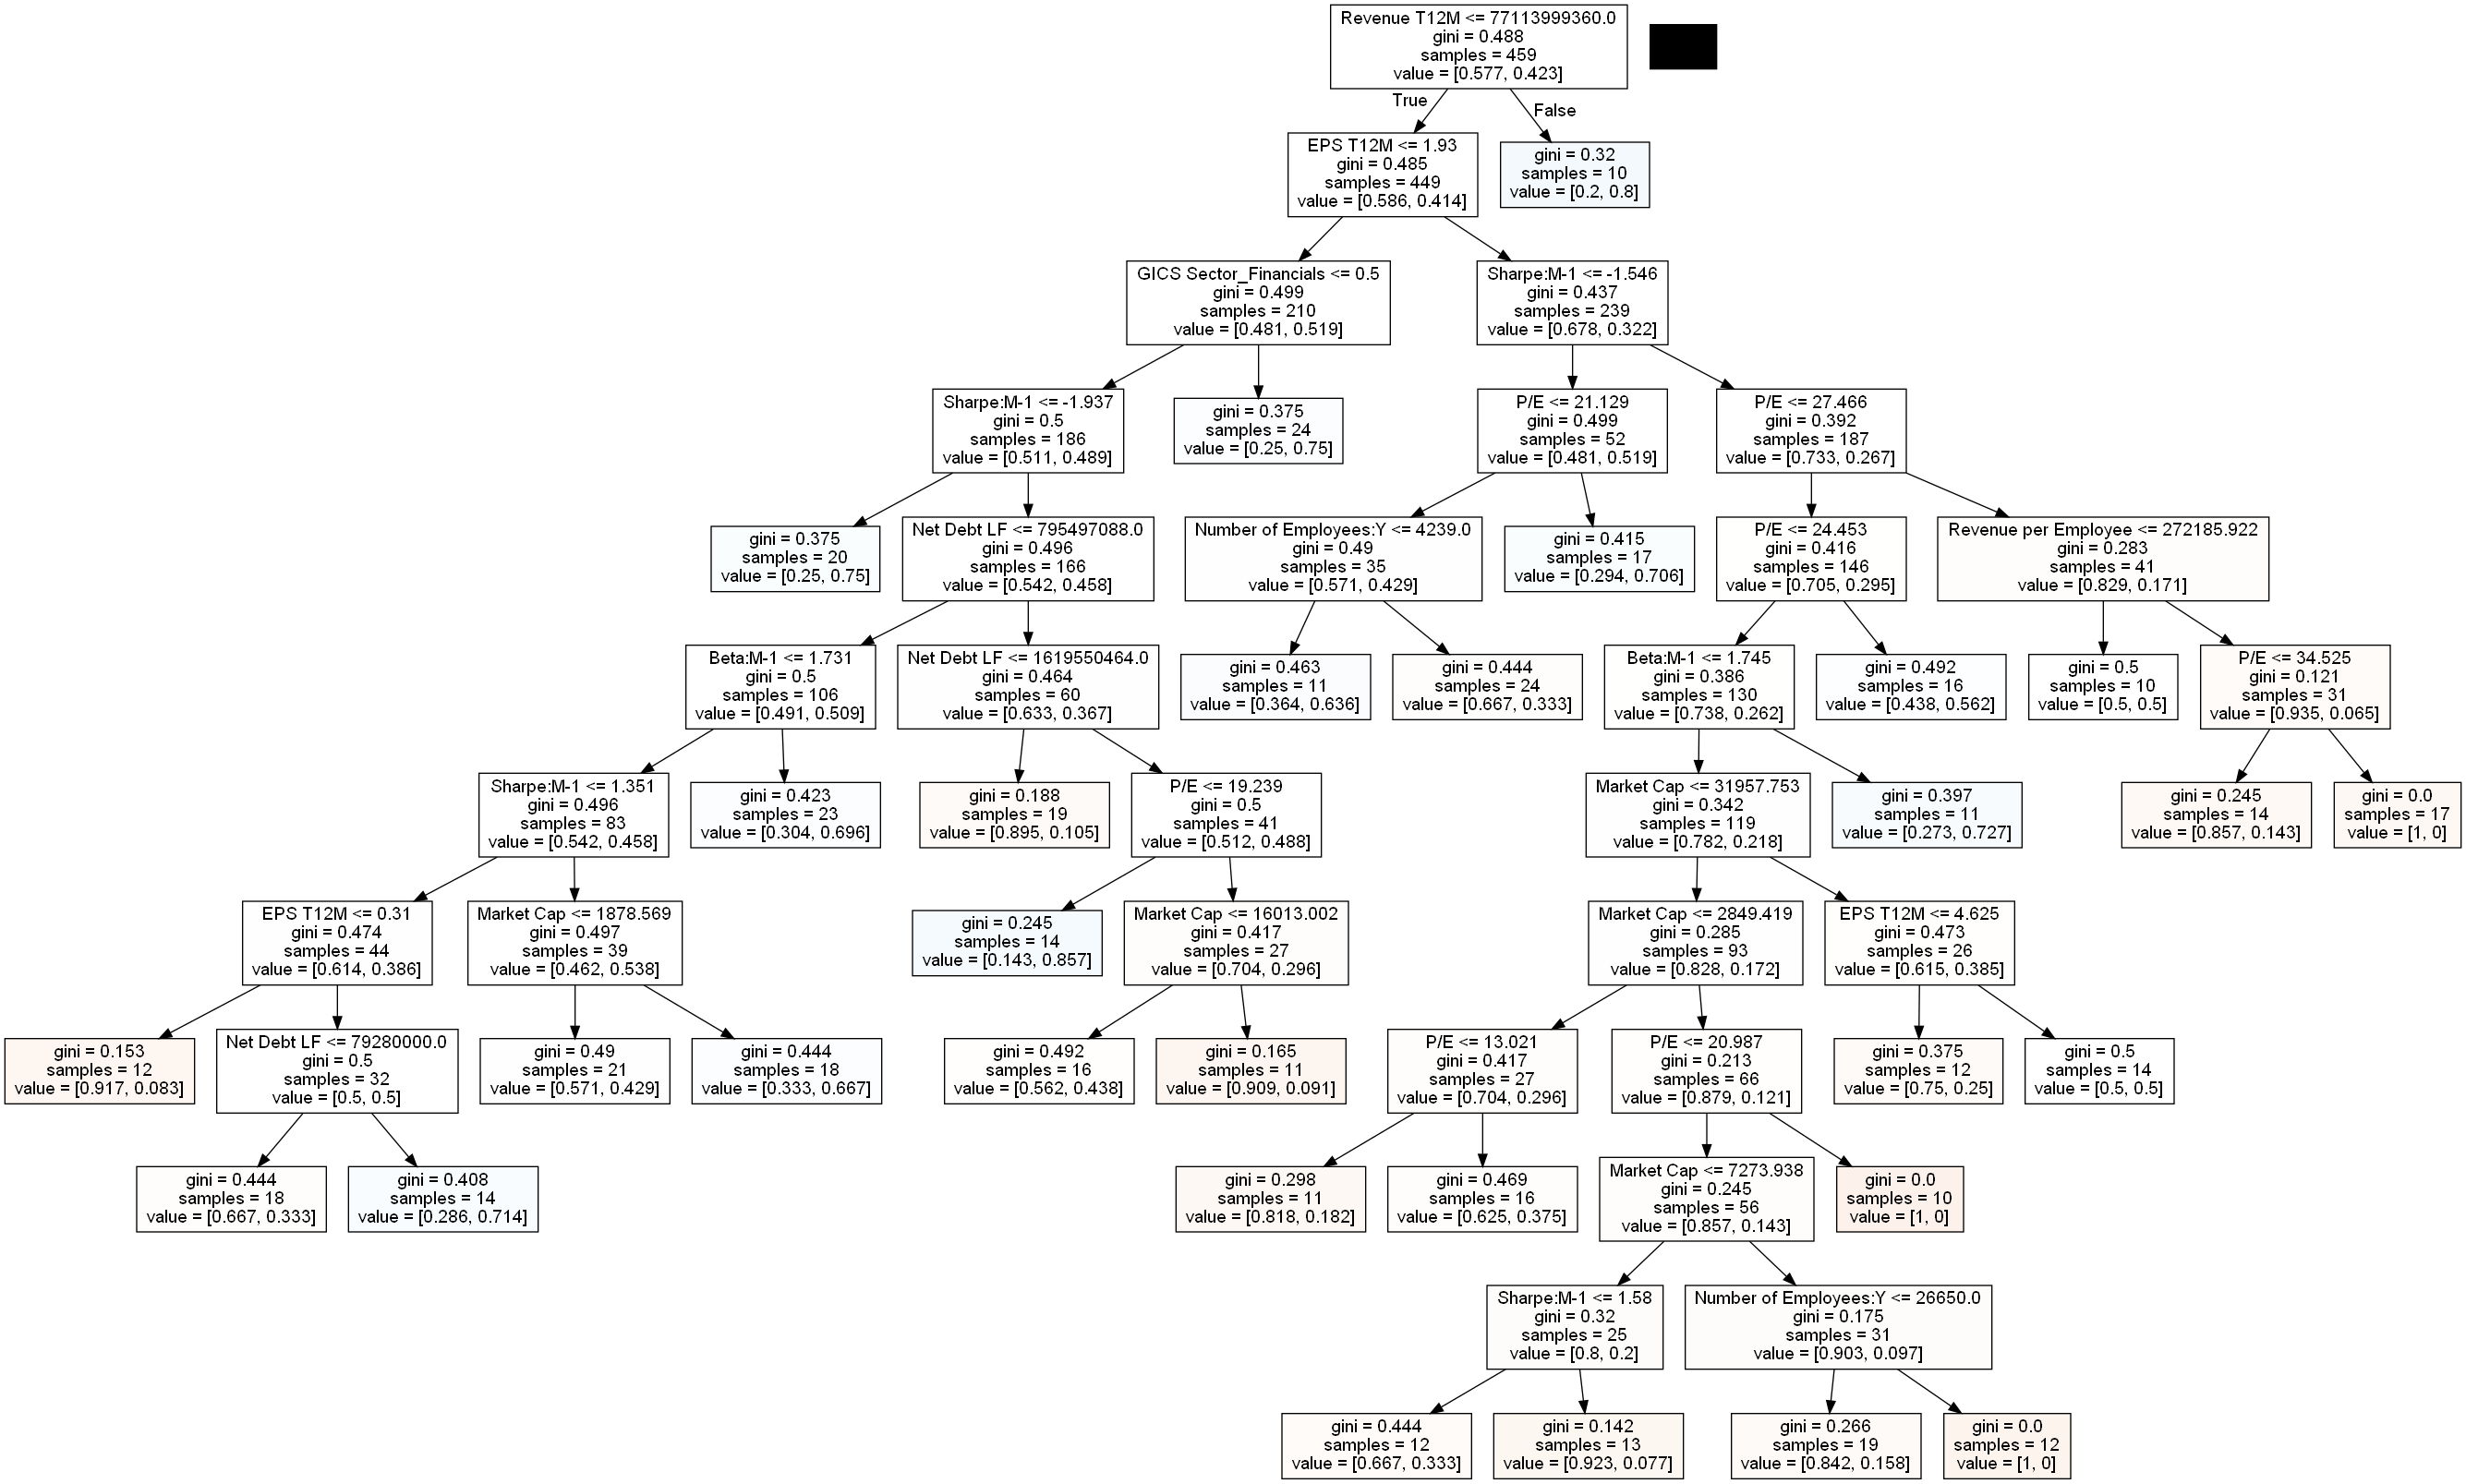 Revenue T12M <= 77113999360.0
gini = 0.488
samples = 459
value = [0.577, 0.423]
True
False
EPS T12M <= 1.93
gini = 0.485
samples = 449
value = [0.586, 0.414]
gini = 0.32
samples = 10
value = [0.2, 0.8]
GICS Sector_Financials <= 0.5
gini = 0.499
samples = 210
value = [0.481, 0.519]
Sharpe:M-1 <= -1.546
gini = 0.437
samples = 239
value = [0.678, 0.322]
Sharpe:M-1 <= -1.937
gini = 0.5
samples = 186
value = [0.511, 0.489]
gini = 0.375
samples = 24
value = [0.25, 0.75]
P/E <= 21.129
gini = 0.499
samples = 52
value = [0.481, 0.519]
P/E <= 27.466
gini = 0.392
samples = 187
value = [0.733, 0.267]
gini = 0.375
samples = 20
value = [0.25, 0.75]
Net Debt LF <= 795497088.0
gini = 0.496
samples = 166
value = [0.542, 0.458]
Number of Employees:Y <= 4239.0
gini = 0.49
samples = 35
value = [0.571, 0.429]
gini = 0.415
samples = 17
value = [0.294, 0.706]
P/E <= 24.453
gini = 0.416
samples = 146
value = [0.705, 0.295]
Revenue per Employee <= 272185.922
gini = 0.283
samples = 41
value = [0.829, 0.171]
Beta:M-1 <= 1.731
gini = 0.5
samples = 106
value = [0.491, 0.509]
Net Debt LF <= 1619550464.0
gini = 0.464
samples = 60
value = [0.633, 0.367]
gini = 0.463
samples = 11
value = [0.364, 0.636]
gini = 0.444
samples = 24
value = [0.667, 0.333]
Beta:M-1 <= 1.745
gini = 0.386
samples = 130
value = [0.738, 0.262]
gini = 0.492
samples = 16
value = [0.438, 0.562]
gini = 0.5
samples = 10
value = [0.5, 0.5]
P/E <= 34.525
gini = 0.121
samples = 31
value = [0.935, 0.065]
Sharpe:M-1 <= 1.351
gini = 0.496
samples = 83
value = [0.542, 0.458]
gini = 0.423
samples = 23
value = [0.304, 0.696]
gini = 0.188
samples = 19
value = [0.895, 0.105]
P/E <= 19.239
gini = 0.5
samples = 41
value = [0.512, 0.488]
Market Cap <= 31957.753
gini = 0.342
samples = 119
value = [0.782, 0.218]
gini = 0.397
samples = 11
value = [0.273, 0.727]
gini = 0.245
samples = 14
value = [0.857, 0.143]
gini = 0.0
samples = 17
value = [1, 0]
EPS T12M <= 0.31
gini = 0.474
samples = 44
value = [0.614, 0.386]
Market Cap <= 1878.569
gini = 0.497
samples = 39
value = [0.462, 0.538]
gini = 0.245
samples = 14
value = [0.143, 0.857]
Market Cap <= 16013.002
gini = 0.417
samples = 27
value = [0.704, 0.296]
Market Cap <= 2849.419
gini = 0.285
samples = 93
value = [0.828, 0.172]
EPS T12M <= 4.625
gini = 0.473
samples = 26
value = [0.615, 0.385]
gini = 0.153
samples = 12
value = [0.917, 0.083]
Net Debt LF <= 79280000.0
gini = 0.5
samples = 32
value = [0.5, 0.5]
gini = 0.49
samples = 21
value = [0.571, 0.429]
gini = 0.444
samples = 18
value = [0.333, 0.667]
gini = 0.492
samples = 16
value = [0.562, 0.438]
gini = 0.165
samples = 11
value = [0.909, 0.091]
P/E <= 13.021
gini = 0.417
samples = 27
value = [0.704, 0.296]
P/E <= 20.987
gini = 0.213
samples = 66
value = [0.879, 0.121]
gini = 0.375
samples = 12
value = [0.75, 0.25]
gini = 0.5
samples = 14
value = [0.5, 0.5]
gini = 0.444
samples = 18
value = [0.667, 0.333]
gini = 0.408
samples = 14
value = [0.286, 0.714]
gini = 0.298
samples = 11
value = [0.818, 0.182]
gini = 0.469
samples = 16
value = [0.625, 0.375]
Market Cap <= 7273.938
gini = 0.245
samples = 56
value = [0.857, 0.143]
gini = 0.0
samples = 10
value = [1, 0]
Sharpe:M-1 <= 1.58
gini = 0.32
samples = 25
value = [0.8, 0.2]
Number of Employees:Y <= 26650.0
gini = 0.175
samples = 31
value = [0.903, 0.097]
gini = 0.444
samples = 12
value = [0.667, 0.333]
gini = 0.142
samples = 13
value = [0.923, 0.077]
gini = 0.266
samples = 19
value = [0.842, 0.158]
gini = 0.0
samples = 12
value = [1, 0]